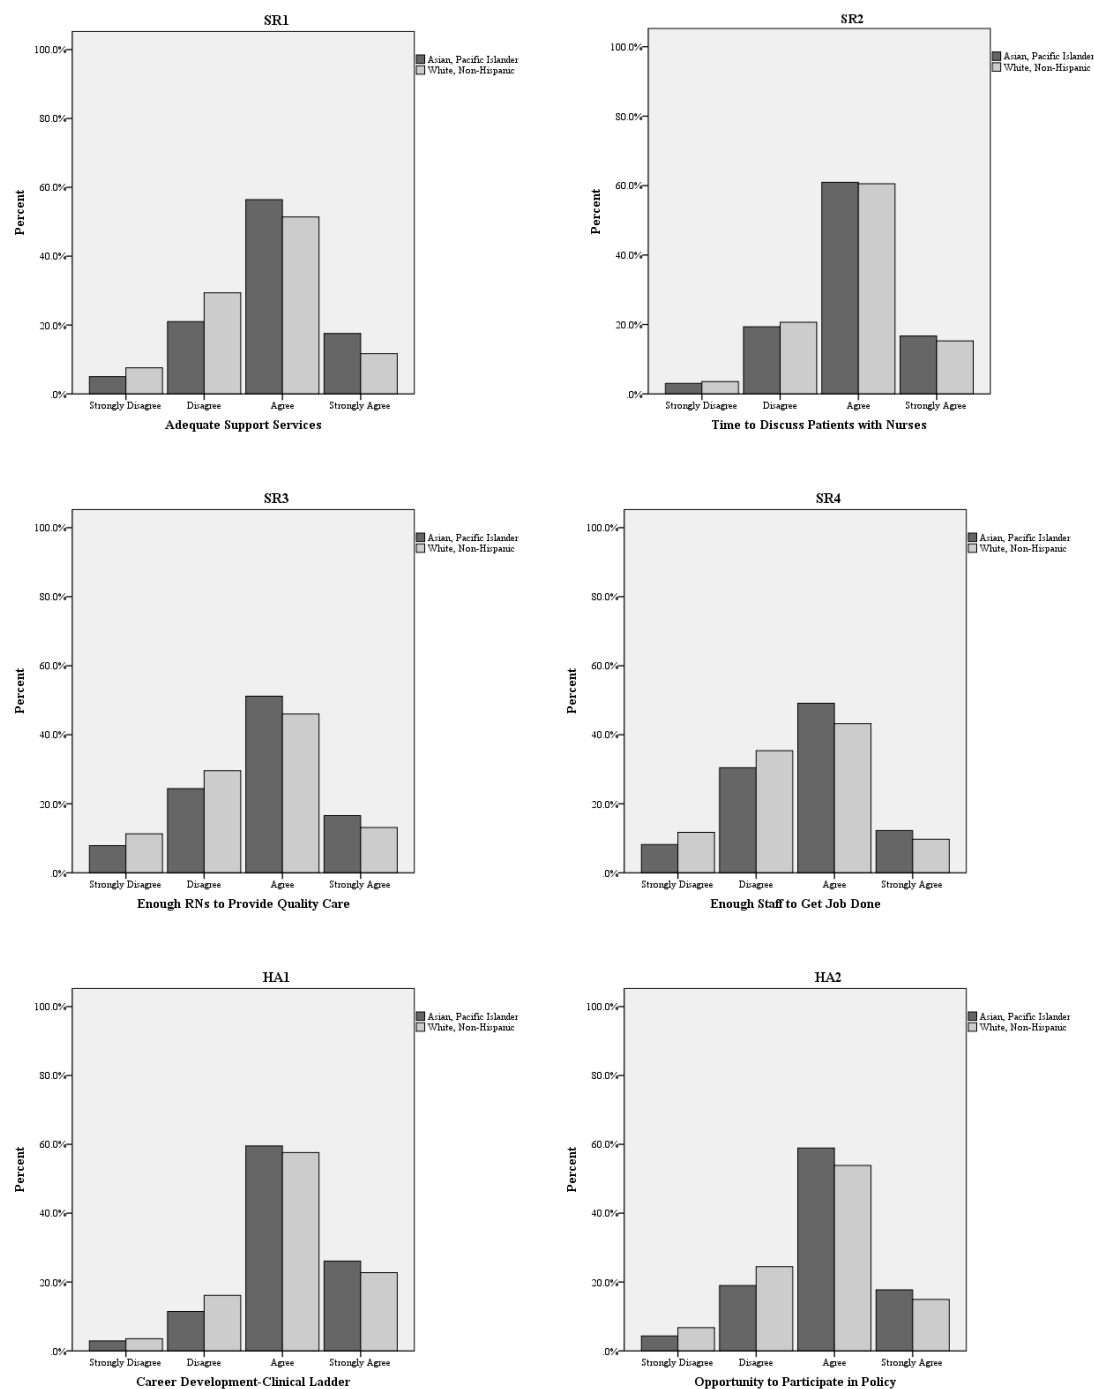 SR1
100.0%
80.0%
60.0%
40.0%
20.0%
.0%
Percent
Strongly Disagree Disagree Agree Strongly Agree
Adequate Support Services
Asian, Pacific Islander
White, Non-Hispanic
SR2
100.0%
80.0%
60.0%
40.0%
20.0%
.0%
Percent
Strongly Disagree Disagree Agree Strongly Agree
Time to Discuss Patients with Nurses
Asian, Pacific Islander
White, Non-Hispanic
SR3
100.0%
80.0%
60.0%
40.0%
20.0%
.0%
Percent
Strongly Disagree Disagree Agree Strongly Agree
Enough RNs to Provide Quality Care
Asian, Pacific Islander
White, Non-Hispanic
SR4
100.0%
80.0%
60.0%
40.0%
20.0%
.0%
Percent
Strongly Disagree Disagree Agree Strongly Agree
Enough Staff to Get Job Done
Asian, Pacific Islander
White, Non-Hispanic
HA1
100.0%
80.0%
60.0%
40.0%
20.0%
.0%
Percent
Strongly Disagree Disagree Agree Strongly Agree
Career Development-Clinical Ladder
Asian, Pacific Islander
White, Non-Hispanic
HA2
100.0%
80.0%
60.0%
40.0%
20.0%
.0%
Percent
Strongly Disagree Disagree Agree Strongly Agree
Opportunity to Participate in Policy
Asian, Pacific Islander
White, Non-Hispanic